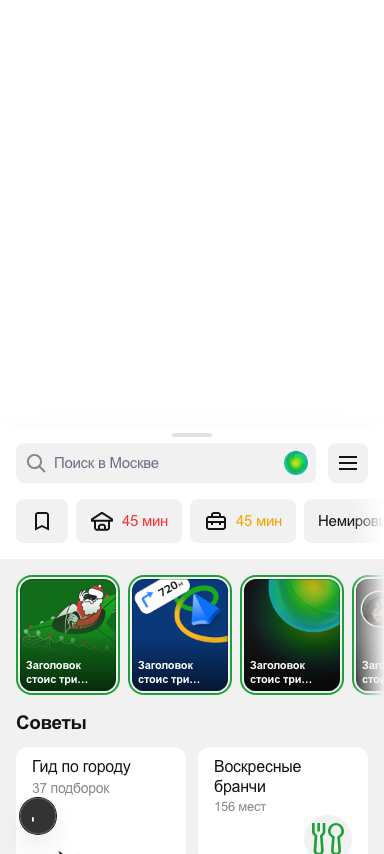 Поиск в Москве
45 мин
45 мин
720 м
Заголовок
стоис три...
Заголовок
стоис три...
Заголовок
стоис три...
Советы
Гид по городу
37 подборок
Воскресные
бранчи
156 мест